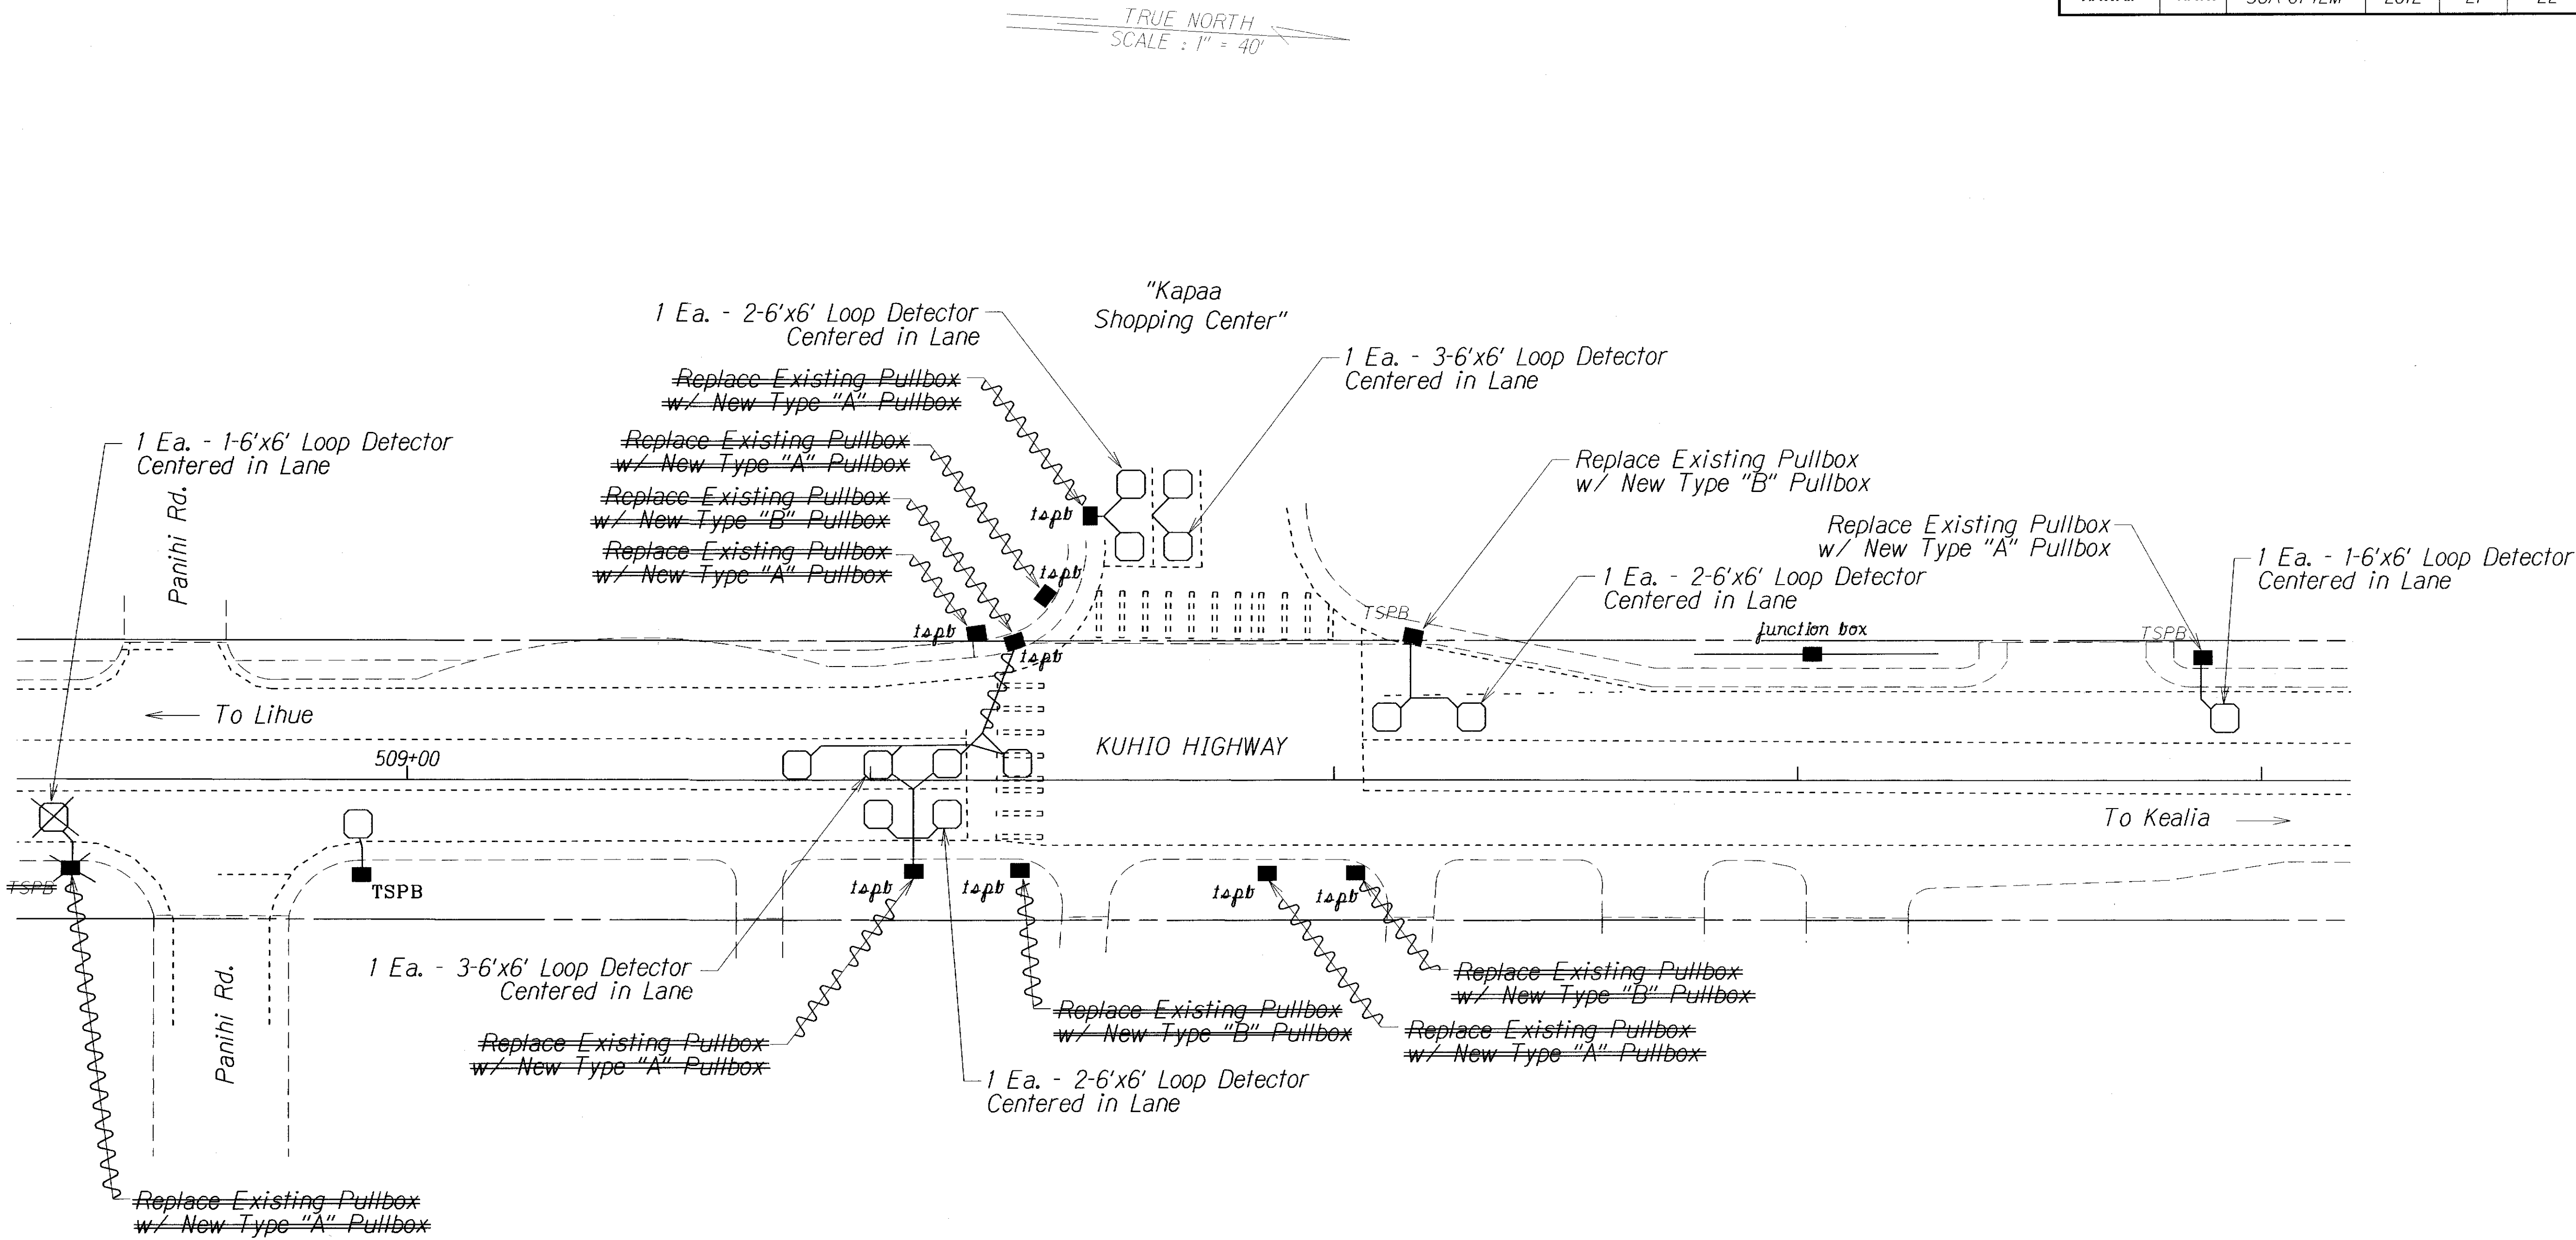 TRUE NORTH
SCALE : 1" = 40'
"Kapaa
Shopping Center"
1 Ea. - 2-6'x6' Loop Detector
Centered in Lane
1 Ea. - 3-6'x6' Loop Detector
Centered in Lane
Replace Existing Pullbox
w/ New Type "A" Pullbox
1 Ea. - 1-6'x6' Loop Detector
Centered in Lane
Replace Existing Pullbox
w/ New Type "A" Pullbox
Replace Existing Pullbox
w/ New Type "B" Pullbox
Replace Existing Pullbox
w/ New Type "A" Pullbox
Replace Existing Pullbox
w/ New Type "B" Pullbox
Replace Existing Pullbox
w/ New Type "A" Pullbox
1 Ea. - 1-6'x6' Loop Detector
Centered in Lane
1 Ea. - 2-6'x6' Loop Detector
Centered in Lane
Panihi Rd.
tspb
tspb
tspb
tspb
TSPB
junction box
TSPB
To Lihue
509+00
KUHIO HIGHWAY
To Kealia
TSPB
TSPB
tspb
tspb
tspb
tspb
Panihi Rd.
1 Ea. - 3-6'x6' Loop Detector
Centered in Lane
Replace Existing Pullbox
w/ New Type "B" Pullbox
Replace Existing Pullbox
w/ New Type "B" Pullbox
Replace Existing Pullbox
w/ New Type "A" Pullbox
Replace Existing Pullbox
w/ New Type "A" Pullbox
1 Ea. - 2-6'x6' Loop Detector
Centered in Lane
Replace Existing Pullbox
w/ New Type "A" Pullbox